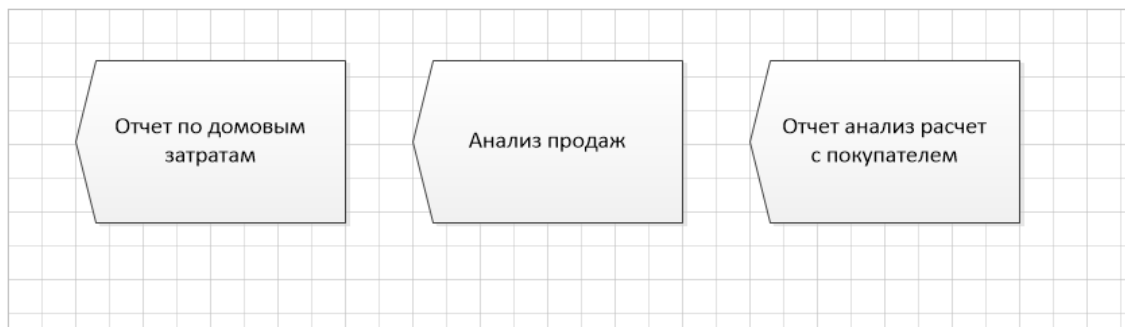 Отчет по домовым
затратам
Анализ продаж
Отчет анализ расчет
с покупателем